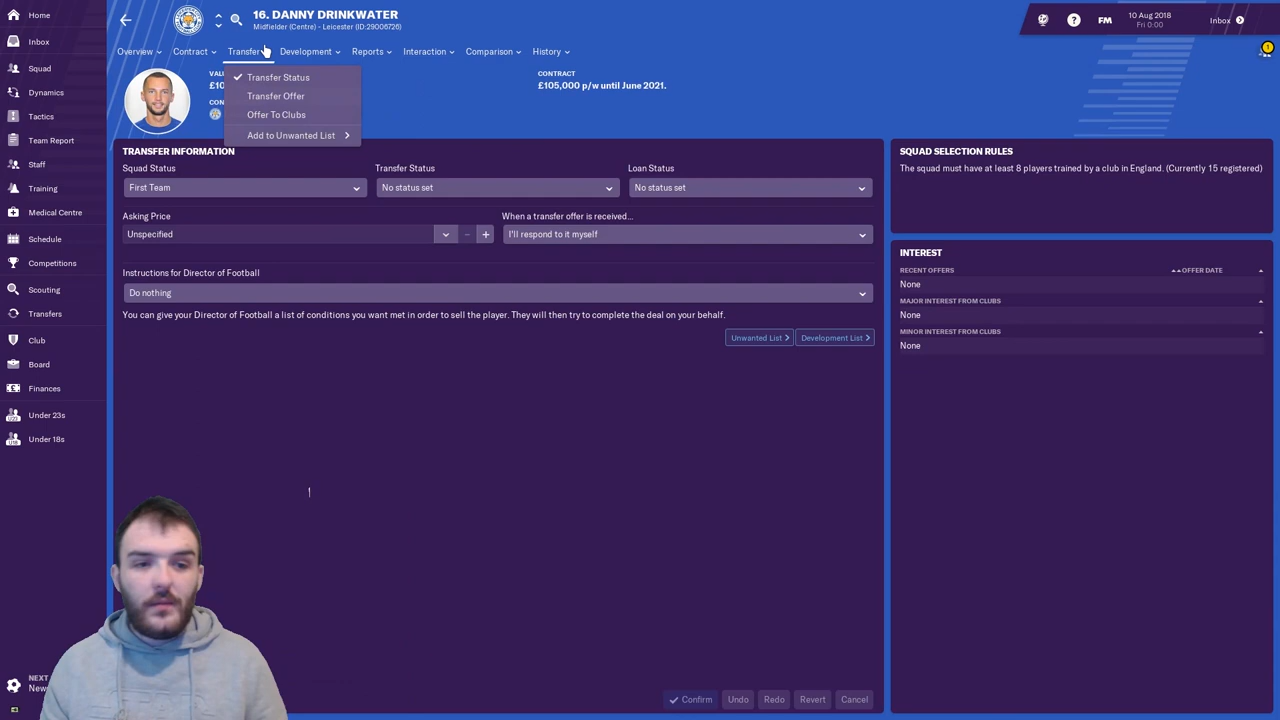 Home
Inbox
Squad
Dynamics
Tactics
Team Report
Staff
Training
Medical Centre
Schedule
Competitions
Scouting
Transfers
Club
Board
Finances
Under 23s
Under 18s
NEXT
New
16. DANNY DRINKWATER
Midfielder (Centre) - Leicester (ID:29006726)
FM
10 Aug 2018
Fri 0:00
Inbox
1
Overview
Contract
Transfer
Development
Reports
Interaction
Comparison
History
Transfer Status
Transfer Offer
Offer To Clubs
Add to Unwanted List
CONTRACT
£105,000 p/w until June 2021.
TRANSFER INFORMATION
Squad Status
Transfer Status
Loan Status
First Team
No status set
No status set
Asking Price
When a transfer offer is received...
Unspecified
I'll respond to it myself
Instructions for Director of Football
Do nothing
You can give your Director of Football a list of conditions you want met in order to sell the player. They will then try to complete the deal on your behalf.
Unwanted List
Development List
Confirm
Undo
Redo
Revert
Cancel
SQUAD SELECTION RULES
The squad must have at least 8 players trained by a club in England. (Currently 15 registered)
INTEREST
RECENT OFFERS
OFFER DATE
None
MAJOR INTEREST FROM CLUBS
None
MINOR INTEREST FROM CLUBS
None